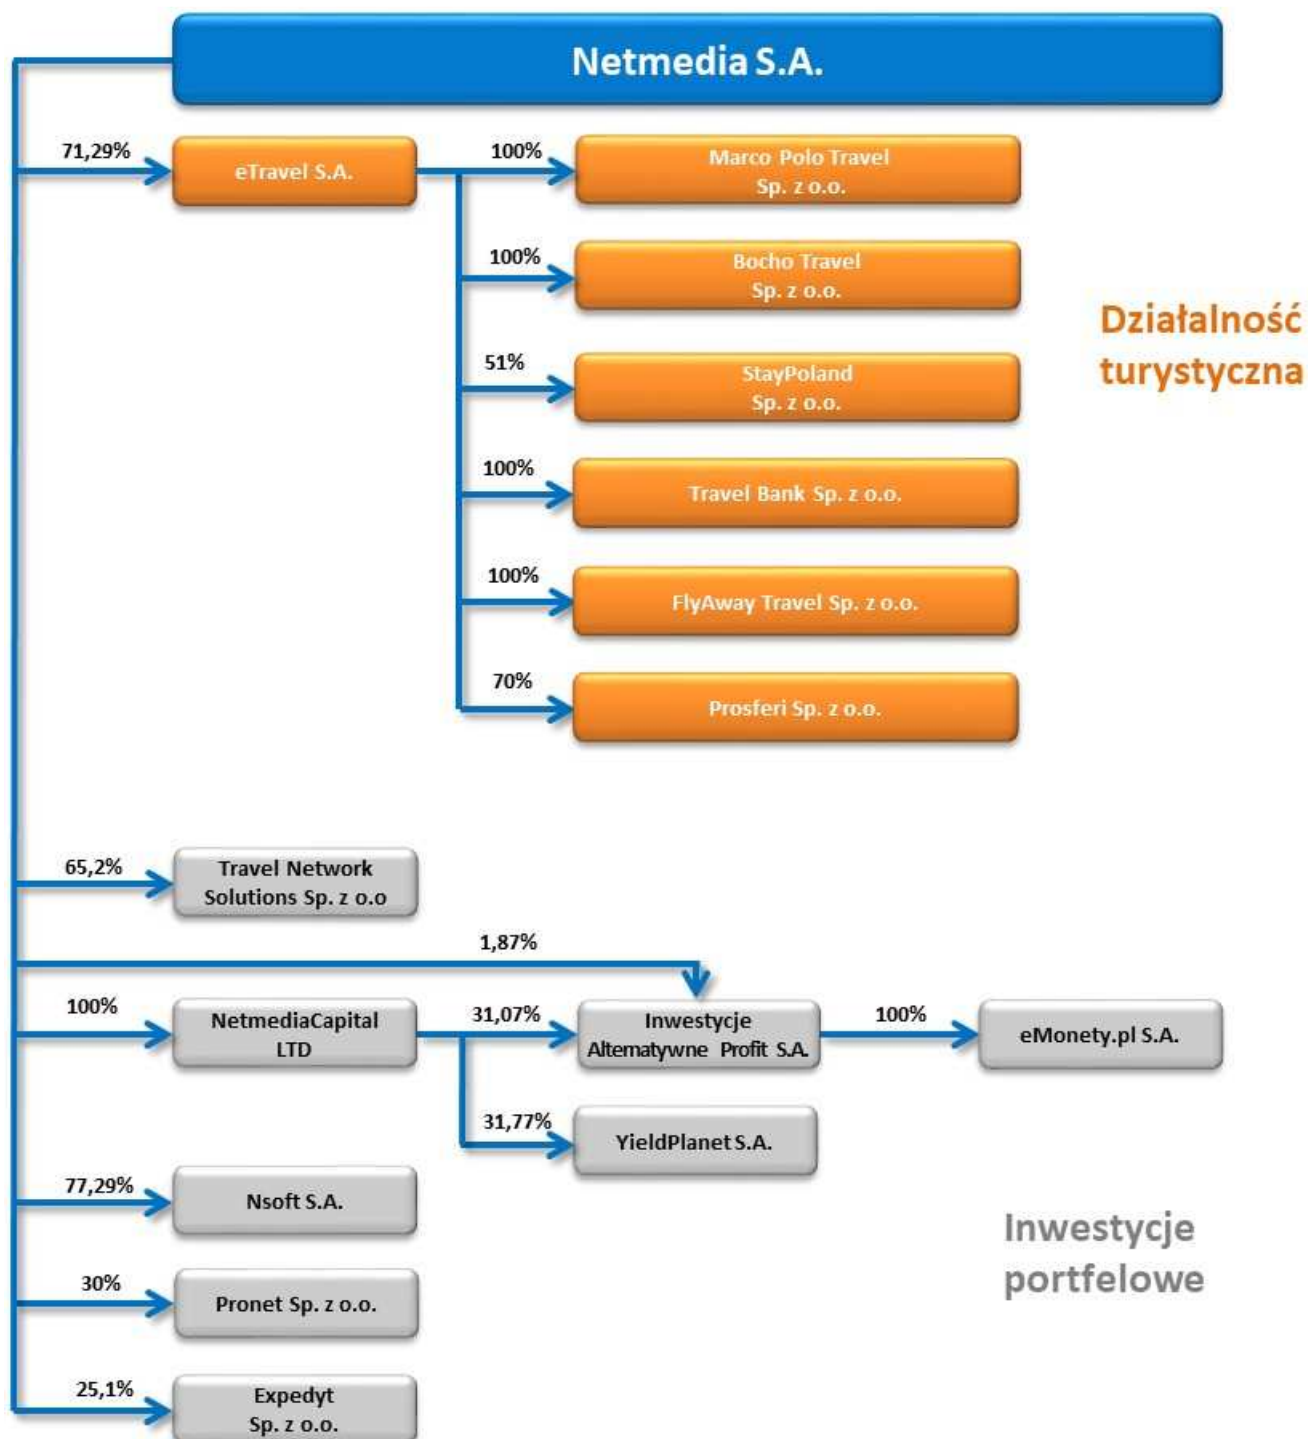 Netmedia S.A.
71,29%
eTravel S.A.
100%
Marco Polo Travel
Sp. z o.o.
100%
Bocho Travel
Sp. z o.o.
Działalność
turystyczna
51%
StayPoland
Sp. z o.o.
100%
Travel Bank Sp. z o.o.
100%
FlyAway Travel Sp. z o.o.
70%
Prosferi Sp. z o.o.
65,2%
Travel Network
Solutions Sp. z o.o
1,87%
100%
NetmediaCapital
LTD
31,07%
Inwestycje
Alternatywne Profit S.A.
100%
eMonety.pl S.A.
31,77%
YieldPlanet S.A.
77,29%
Nsoft S.A.
Inwestycje
portfelowe
30%
Pronet Sp. z o.o.
25,1%
Expedyt
Sp. z o.o.